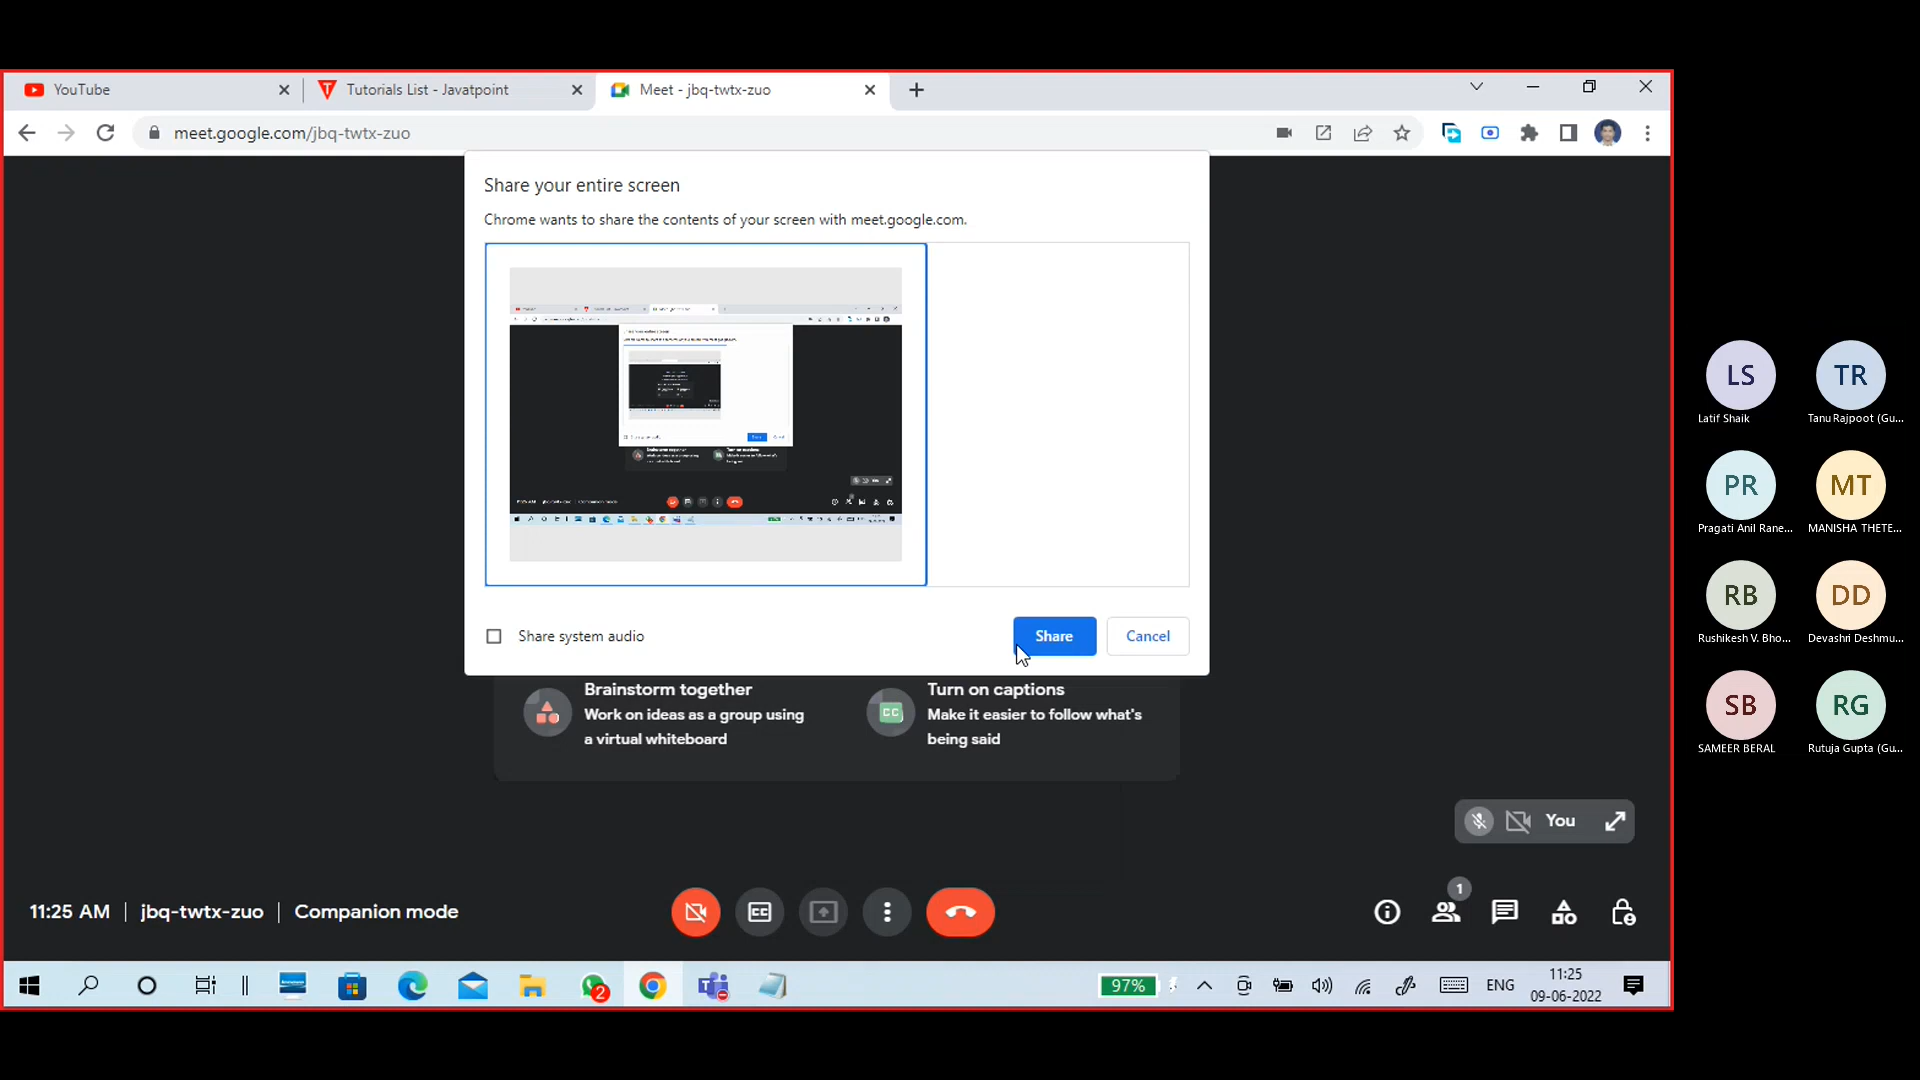 YouTube
Tutorials List - Javatpoint
Meet - jbq-twtx-zuo
meet.google.com/jbq-twtx-zuo
Share your entire screen
Chrome wants to share the contents of your screen with meet.google.com.
Share system audio
Share
Cancel
Brainstorm together
Work on ideas as a group using
a virtual whiteboard
CC
Turn on captions
Make it easier to follow what's
being said
You
11:25 AM
jbq-twtx-zuo
Companion mode
CC
1
2
97%
ENG
11:25
09-06-2022
LS
Latif Shaik
TR
Tanu Rajpoot (Gu...
PR
Pragati Anil Rane...
MT
MANISHA THETE...
RB
Rushikesh V. Bho...
DD
Devashri Deshmu...
SB
SAMEER BERAL
RG
Rutuja Gupta (Gu...